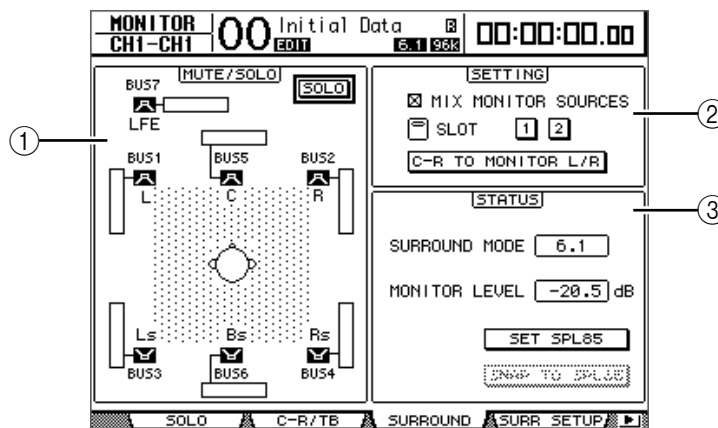 MONITOR
CH1-CH1
00
Initial Data
EDIT
6.1 96K
00:00:00.00
MUTE/SOLO
SOLO
BUS7
LFE
BUS1
L
BUS5
C
BUS2
R
Ls
BUS3
Bs
BUS6
Rs
BUS4
1
SETTING
MIX MONITOR SOURCES
SLOT 1 2
C-R TO MONITOR L/R
2
STATUS
SURROUND MODE 6.1
MONITOR LEVEL -20.5 dB
SET SPL85
SNAP TO SPL85
3
SOLO
C-R/TB
SURROUND
SURR SETUP